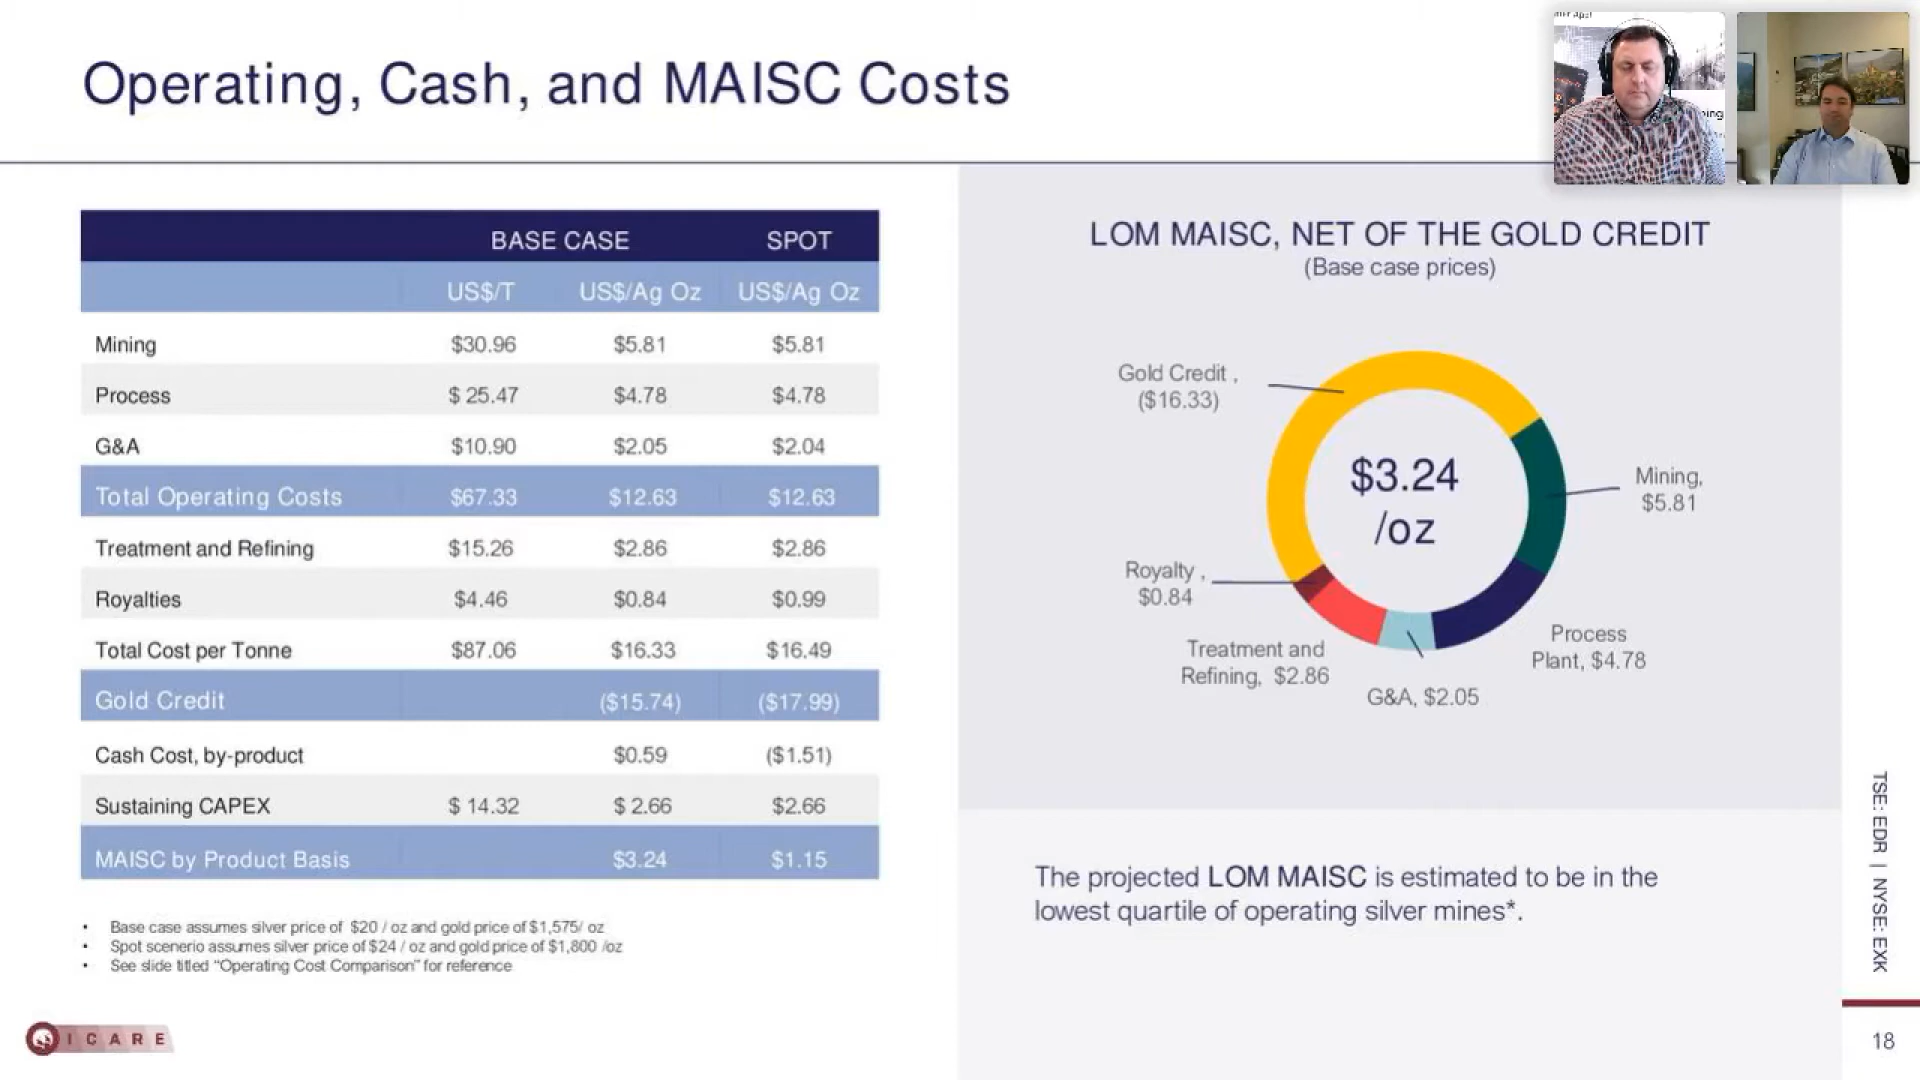 Operating, Cash, and MAISC Costs
BASE CASE SPOT
US$/T US$/Ag Oz US$/Ag Oz
Mining $30.96 $5.81 $5.81
Process $ 25.47 $4.78 $4.78
G&A $10.90 $2.05 $2.04
Total Operating Costs $67.33 $12.63 $12.63
Treatment and Refining $15.26 $2.86 $2.86
Royalties $4.46 $0.84 $0.99
Total Cost per Tonne $87.06 $16.33 $16.49
Gold Credit ($15.74) ($17.99)
Cash Cost, by-product $0.59 ($1.51)
Sustaining CAPEX $ 14.32 $ 2.66 $2.66
MAISC by Product Basis $3.24 $1.15
• Base case assumes silver price of $20 / oz and gold price of $1,575/ oz
• Spot scenerio assumes silver price of $24 / oz and gold price of $1,800 /oz
• See slide titled “Operating Cost Comparison” for reference
LOM MAISC, NET OF THE GOLD CREDIT
(Base case prices)
Gold Credit ,
($16.33)
$3.24
/oz
Mining,
$5.81
Royalty ,
$0.84
Treatment and
Refining, $2.86
G&A, $2.05
Process
Plant, $4.78
The projected LOM MAISC is estimated to be in the
lowest quartile of operating silver mines*.
TSE: EDR | NYSE: EXK
ICARE
18